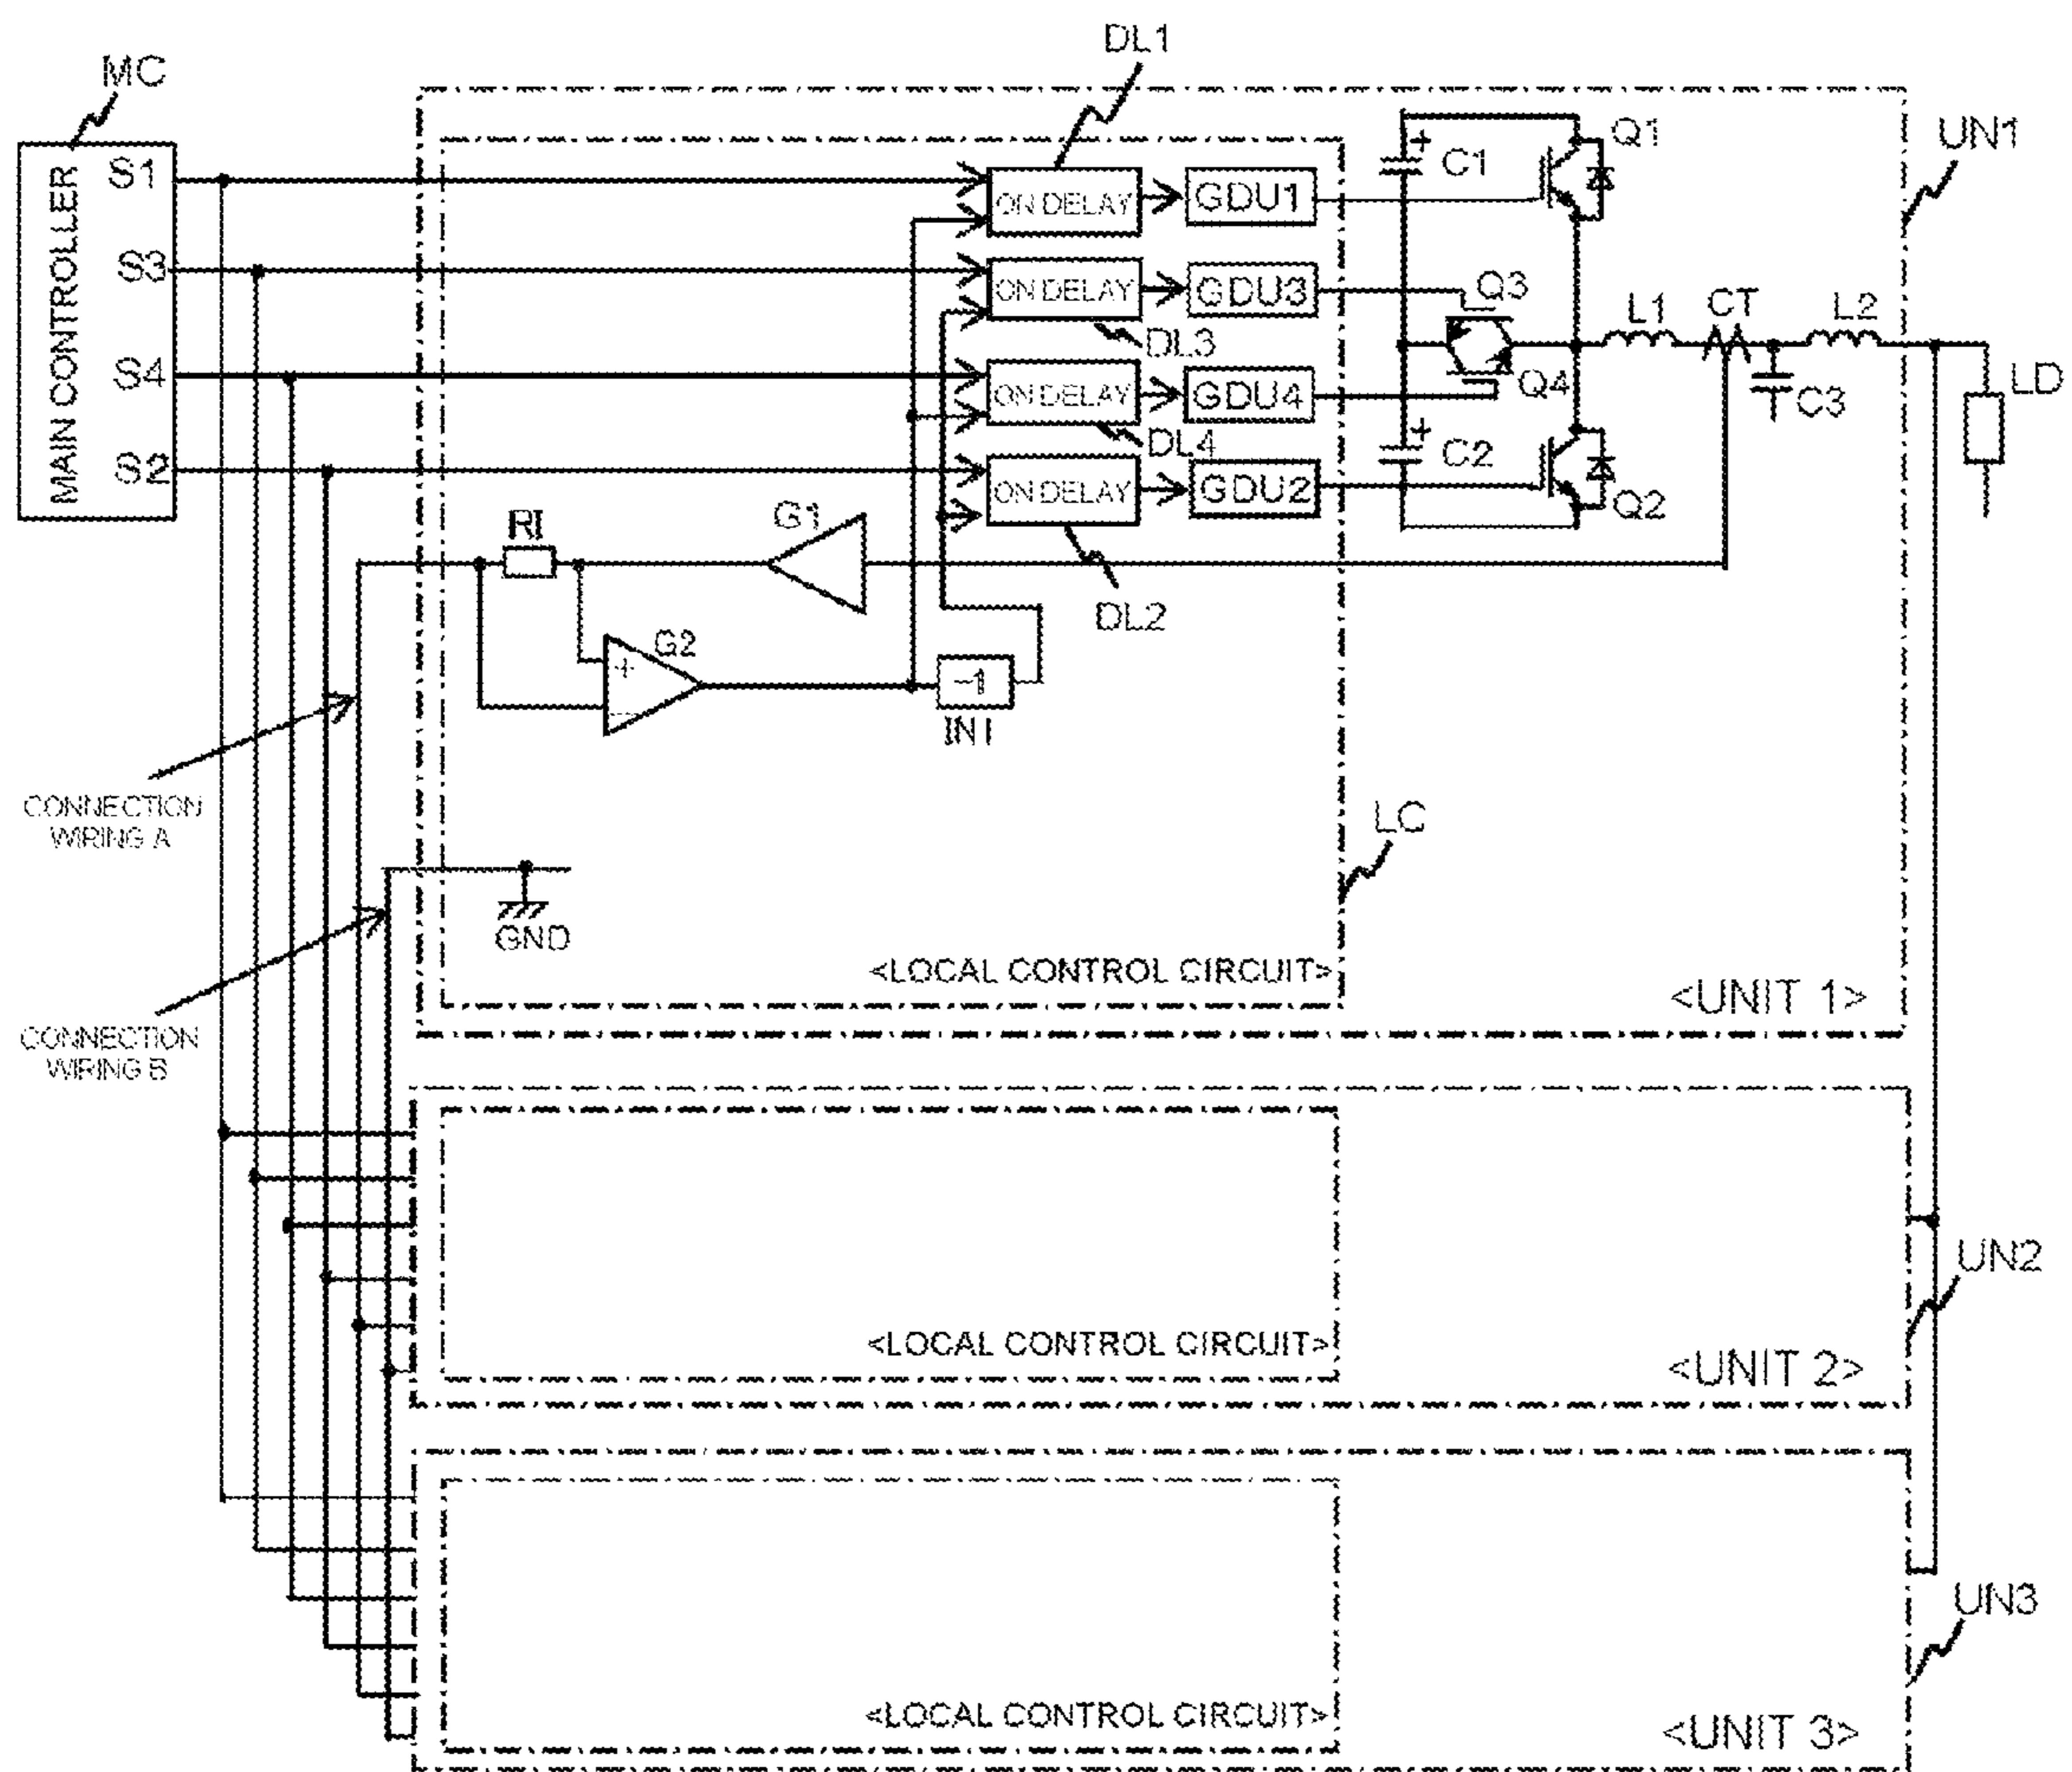 DL1
MC
UN1
MAIN CONTROLLER
S1
ON DELAY
GDU1
C1
Q1
S3
ON DELAY
GDU3
Q3
DL3
L1
CT
L2
S4
ON DELAY
GDU4
Q4
C3
LD
DL4
S2
ON DELAY
GDU2
C2
Q2
RI
G1
DL2
G2
+
-1
IN1
CONNECTION
WIRING A
LC
GND
<LOCAL CONTROL CIRCUIT>
<UNIT 1>
CONNECTION
WIRING B
UN2
<LOCAL CONTROL CIRCUIT>
<UNIT 2>
UN3
<LOCAL CONTROL CIRCUIT>
<UNIT 3>